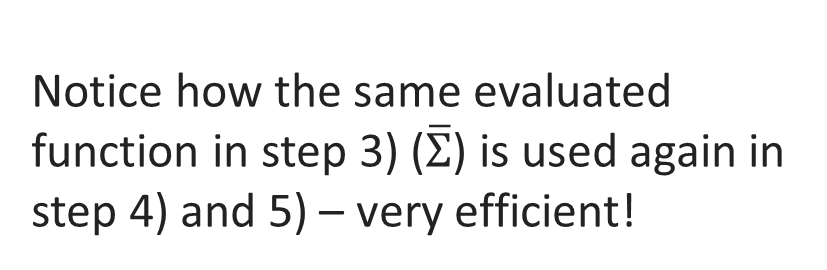 Notice how the same evaluated
function in step 3) (Σ̅) is used again in
step 4) and 5) – very efficient!